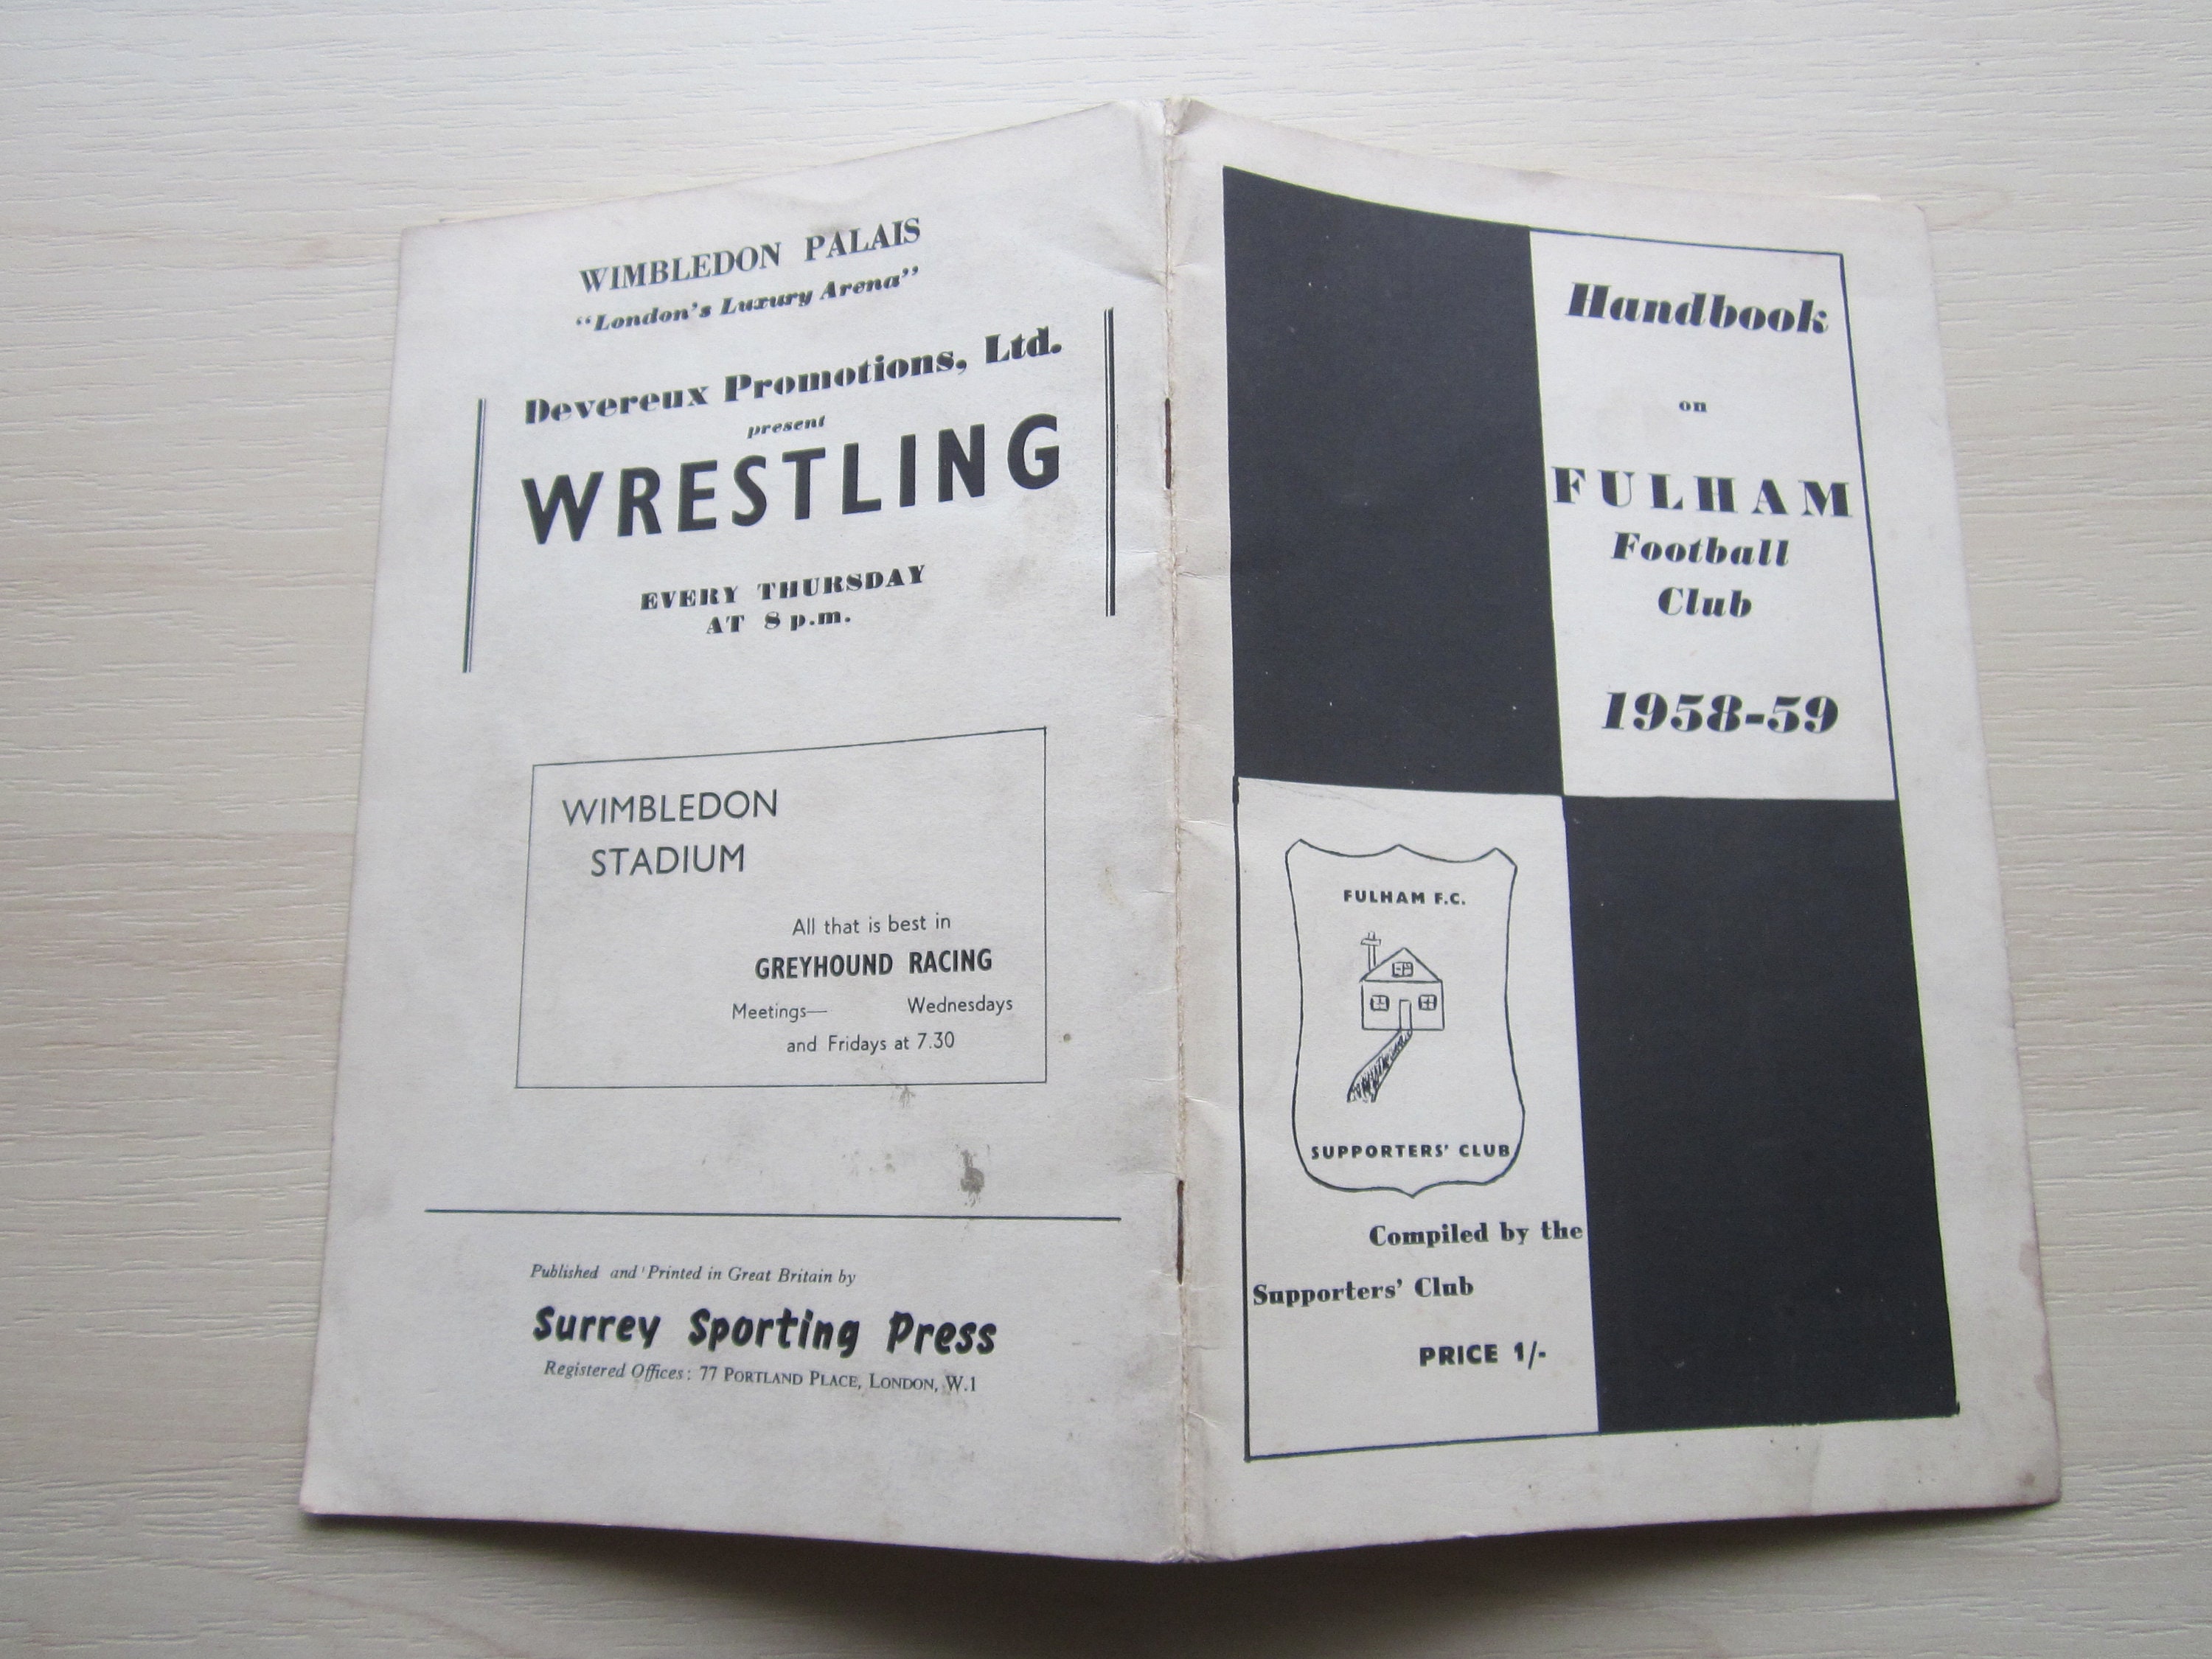 WIMBLEDON PALAIS
"London's Luxury Arena"
Devereux Promotions, Ltd.
present
WRESTLING
EVERY THURSDAY
AT 8 p.m.
WIMBLEDON
STADIUM
All that is best in
GREYHOUND RACING
Meetings— Wednesdays
and Fridays at 7.30
Published and Printed in Great Britain by
Surrey Sporting Press
Registered Offices: 77 PORTLAND PLACE, LONDON, W.1
Handbook
on
FULHAM
Football
Club
1958-59
FULHAM F.C.
SUPPORTERS' CLUB
Compiled by the
Supporters' Club
PRICE 1/-